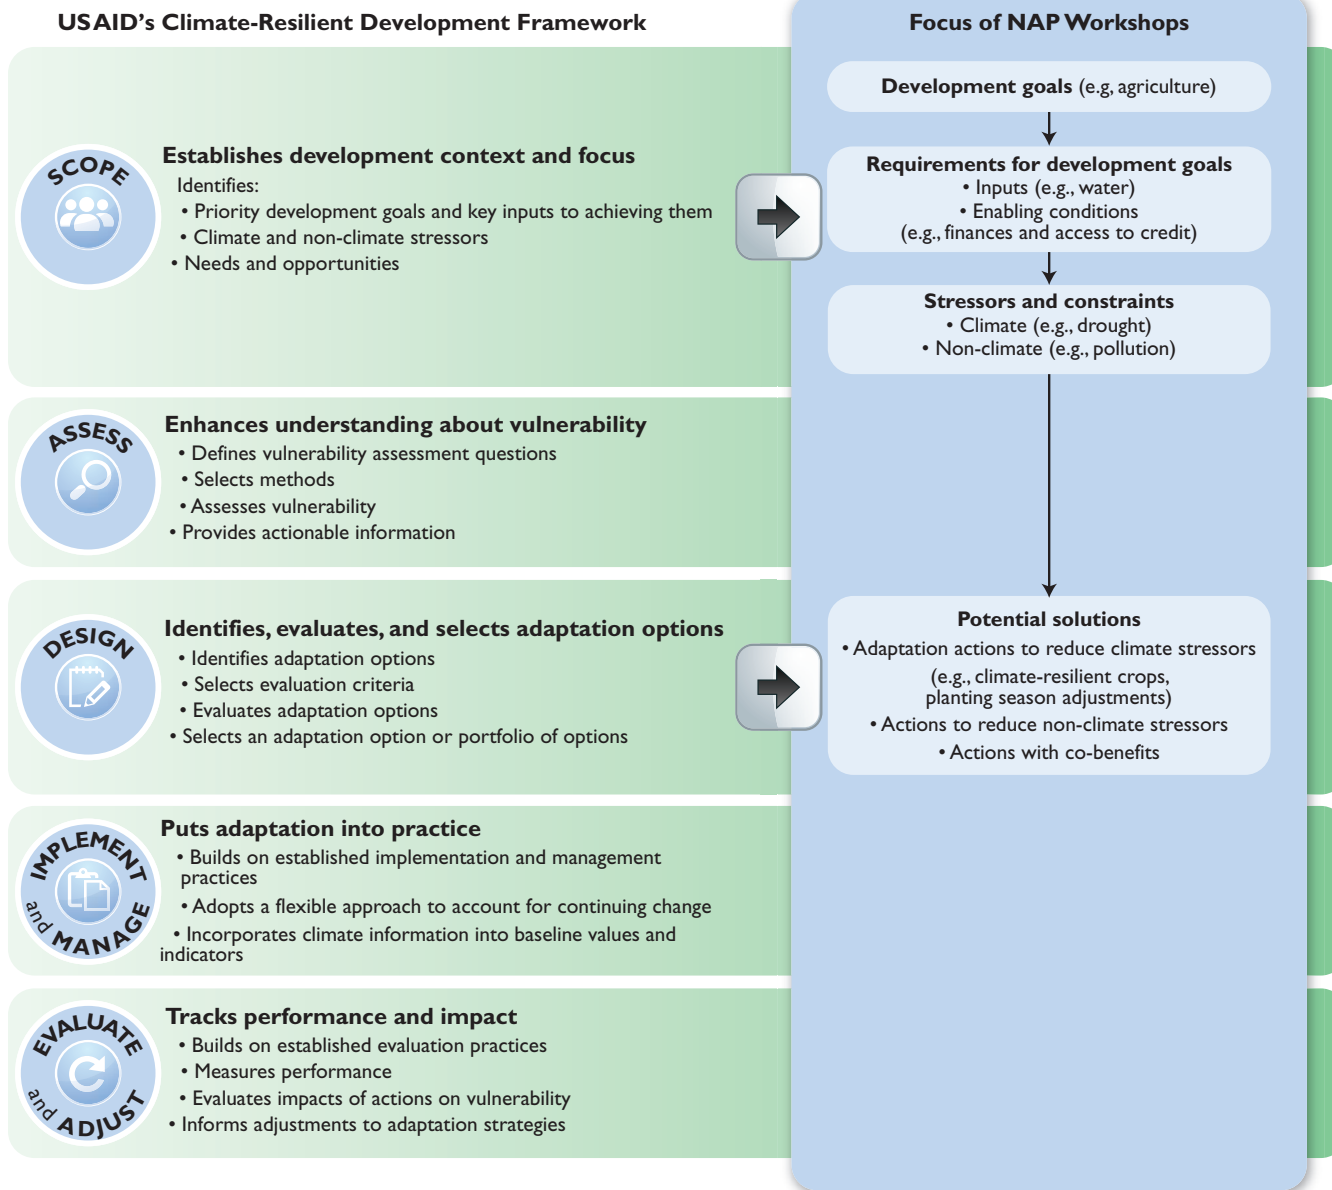 USAID's Climate-Resilient Development Framework
Focus of NAP Workshops
SCOPE
Establishes development context and focus
Identifies:
• Priority development goals and key inputs to achieving them
• Climate and non-climate stressors
• Needs and opportunities
Development goals (e.g, agriculture)
Requirements for development goals
• Inputs (e.g., water)
• Enabling conditions
(e.g., finances and access to credit)
Stressors and constraints
• Climate (e.g., drought)
• Non-climate (e.g., pollution)
ASSESS
Enhances understanding about vulnerability
• Defines vulnerability assessment questions
• Selects methods
• Assesses vulnerability
• Provides actionable information
DESIGN
Identifies, evaluates, and selects adaptation options
• Identifies adaptation options
• Selects evaluation criteria
• Evaluates adaptation options
• Selects an adaptation option or portfolio of options
Potential solutions
• Adaptation actions to reduce climate stressors
(e.g., climate-resilient crops,
planting season adjustments)
• Actions to reduce non-climate stressors
• Actions with co-benefits
IMPLEMENT
and MANAGE
Puts adaptation into practice
• Builds on established implementation and management
practices
• Adopts a flexible approach to account for continuing change
• Incorporates climate information into baseline values and
indicators
EVALUATE
and ADJUST
Tracks performance and impact
• Builds on established evaluation practices
• Measures performance
• Evaluates impacts of actions on vulnerability
• Informs adjustments to adaptation strategies